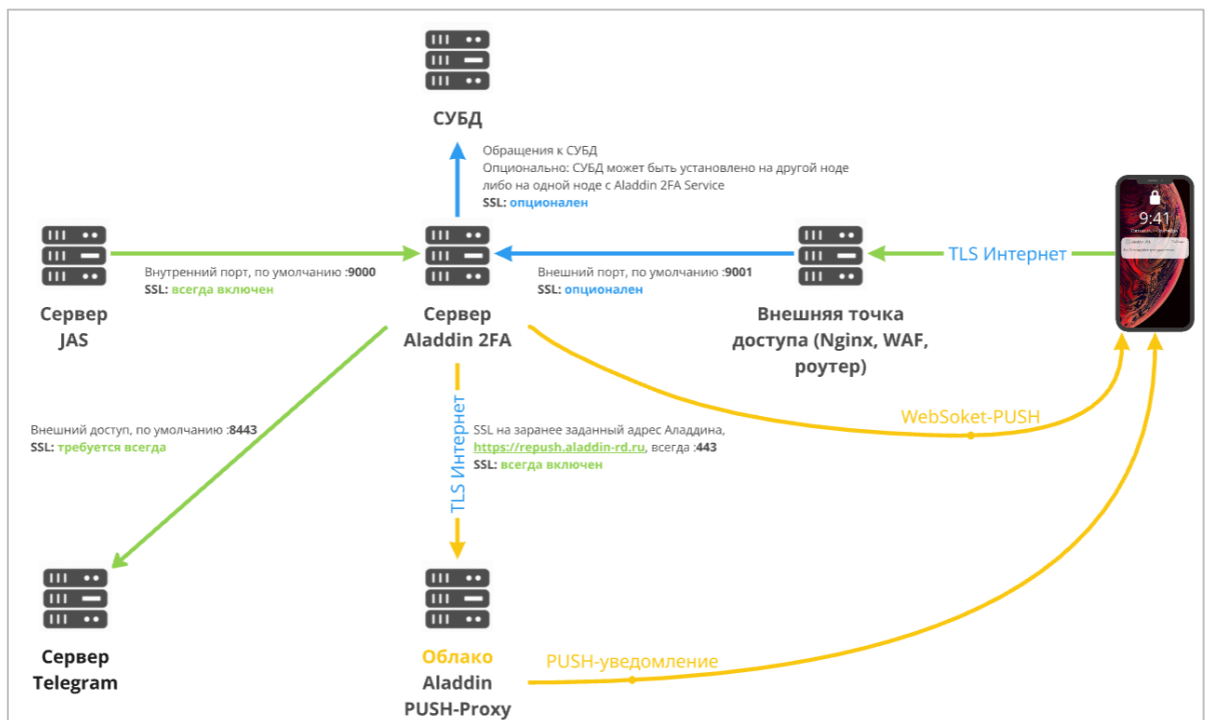 СУБД
Обращения к СУБД
Опционально: СУБД может быть установлено на другой ноде
либо на одной ноде с Aladdin 2FA Service
SSL: опционален
9:41
TLS Интернет
Внутренний порт, по умолчанию :9000
SSL: всегда включен
Внешний порт, по умолчанию :9001
SSL: опционален
Сервер
JAS
Сервер
Aladdin 2FA
Внешняя точка
доступа (Nginx, WAF,
роутер)
WebSoket-PUSH
Внешний доступ, по умолчанию :8443
SSL: требуется всегда
TLS Интернет
SSL на заранее заданный адрес Аладдина,
https://repush.aladdin-rd.ru, всегда :443
SSL: всегда включен
Сервер
Telegram
Облако
Aladdin
PUSH-Proxy
PUSH-уведомление